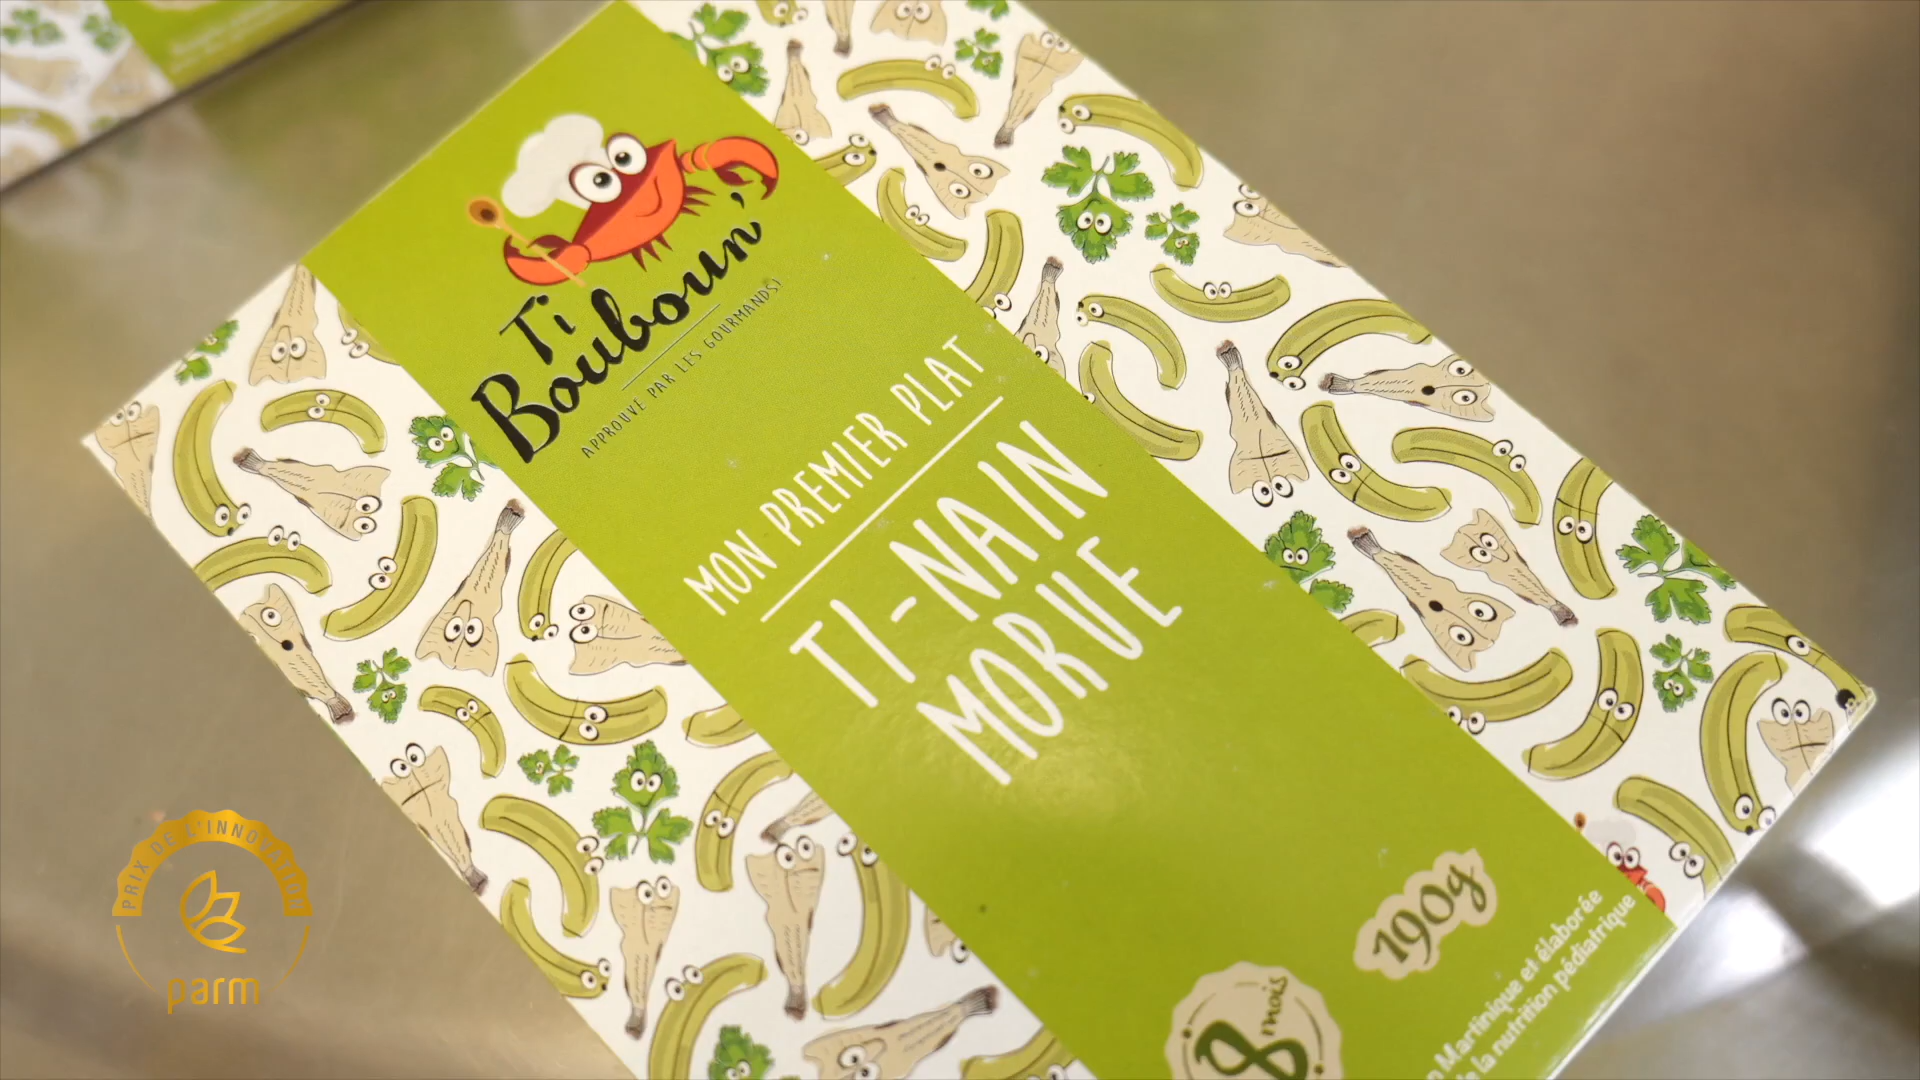 Ti
Bouboun'
APPROUVÉ PAR LES GOURMANDS!
MON PREMIER PLAT
TI-NAIN
MORUE
190g
8 mois
Martinique et élaborée
la nutrition pédiatrique
PRIX DE L'INNOVATION
parm